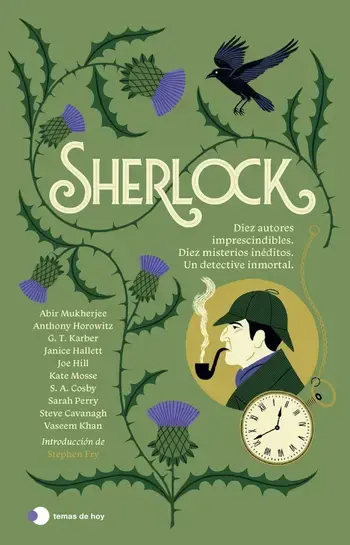 SHERLOCK
Diez autores
imprescindibles.
Diez misterios inéditos.
Un detective inmortal.
Abir Mukherjee
Anthony Horowitz
G. T. Karber
Janice Hallett
Joe Hill
Kate Mosse
S. A. Cosby
Sarah Perry
Steve Cavanagh
Vaseem Khan
Introducción de
Stephen Fry
temas de hoy